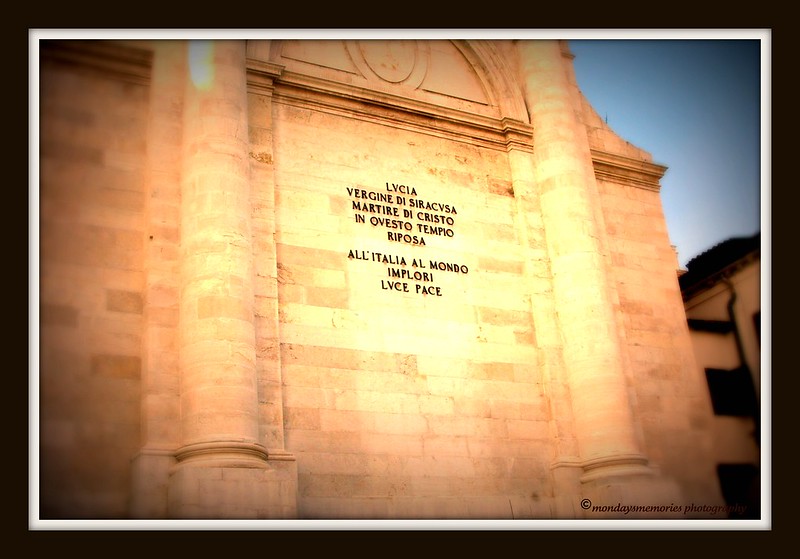 LVCIA
VERGINE DI SIRACVSA
MARTIRE DI CRISTO
IN QVESTO TEMPIO
RIPOSA
ALL'ITALIA AL MONDO
IMPLORI
LVCE PACE
©mondaysmemories photography